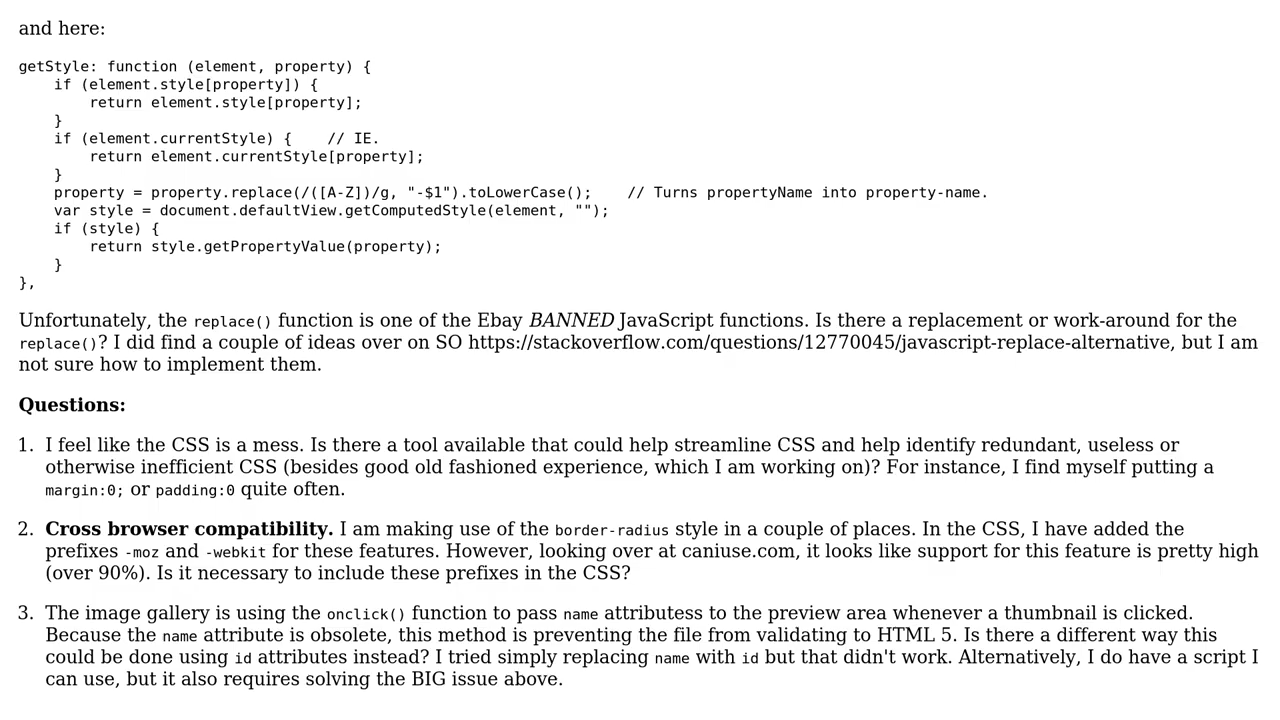 and here:
getStyle: function (element, property) {
    if (element.style[property]) {
        return element.style[property];
    }
    if (element.currentStyle) {    // IE.
        return element.currentStyle[property];
    }
    property = property.replace(/([A-Z])/g, "-$1").toLowerCase();    // Turns propertyName into property-name.
    var style = document.defaultView.getComputedStyle(element, "");
    if (style) {
        return style.getPropertyValue(property);
    }
},
Unfortunately, the replace() function is one of the Ebay BANNED JavaScript functions. Is there a replacement or work-around for the
replace()? I did find a couple of ideas over on SO https://stackoverflow.com/questions/12770045/javascript-replace-alternative, but I am
not sure how to implement them.
Questions:
1. I feel like the CSS is a mess. Is there a tool available that could help streamline CSS and help identify redundant, useless or
otherwise inefficient CSS (besides good old fashioned experience, which I am working on)? For instance, I find myself putting a
margin:0; or padding:0 quite often.
2. Cross browser compatibility. I am making use of the border-radius style in a couple of places. In the CSS, I have added the
prefixes -moz and -webkit for these features. However, looking over at caniuse.com, it looks like support for this feature is pretty high
(over 90%). Is it necessary to include these prefixes in the CSS?
3. The image gallery is using the onclick() function to pass name attributess to the preview area whenever a thumbnail is clicked.
Because the name attribute is obsolete, this method is preventing the file from validating to HTML 5. Is there a different way this
could be done using id attributes instead? I tried simply replacing name with id but that didn't work. Alternatively, I do have a script I
can use, but it also requires solving the BIG issue above.